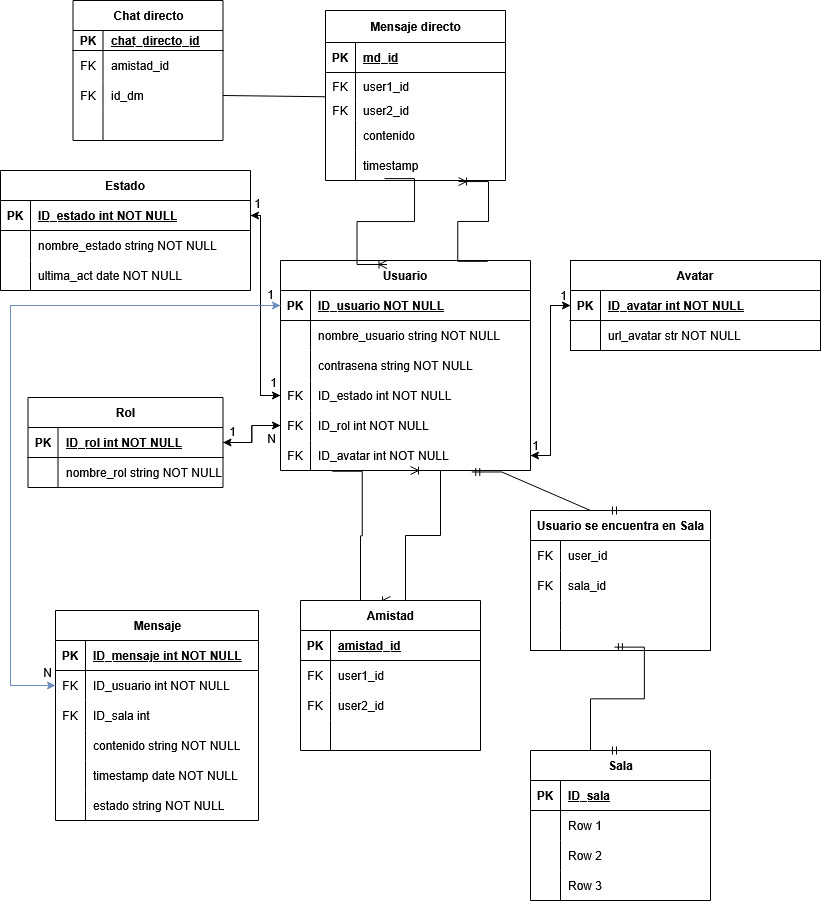 Chat directo
PK chat_directo_id
FK amistad_id
FK id_dm
Mensaje directo
PK md_id
FK user1_id
FK user2_id
contenido
timestamp
Estado
PK ID_estado int NOT NULL
nombre_estado string NOT NULL
ultima_act date NOT NULL
1
1
Usuario
PK ID_usuario NOT NULL
nombre_usuario string NOT NULL
contrasena string NOT NULL
FK ID_estado int NOT NULL
FK ID_rol int NOT NULL
FK ID_avatar int NOT NULL
1
1
N
1
1
Avatar
PK ID_avatar int NOT NULL
url_avatar str NOT NULL
Rol
PK ID_rol int NOT NULL
nombre_rol string NOT NULL
Usuario se encuentra en Sala
FK user_id
FK sala_id
Mensaje
PK ID_mensaje int NOT NULL
FK ID_usuario int NOT NULL
FK ID_sala int
contenido string NOT NULL
timestamp date NOT NULL
estado string NOT NULL
N
Amistad
PK amistad_id
FK user1_id
FK user2_id
Sala
PK ID_sala
Row 1
Row 2
Row 3